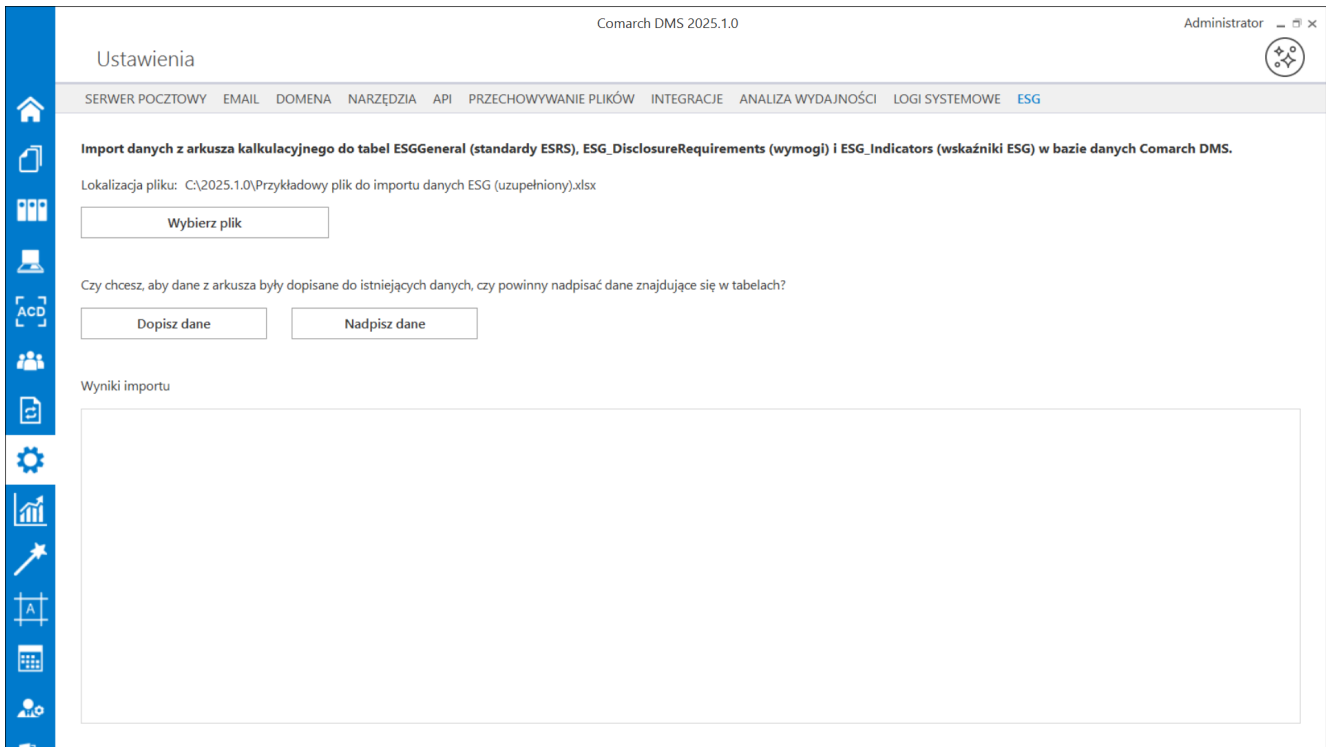 Comarch DMS 2025.1.0
Administrator
Ustawienia
SERWER POCZTOWY EMAIL DOMENA NARZĘDZIA API PRZECHOWYWANIE PLIKÓW INTEGRACJE ANALIZA WYDAJNOŚCI LOGI SYSTEMOWE ESG
Import danych z arkusza kalkulacyjnego do tabel ESGGeneral (standardy ESRS), ESG_DisclosureRequirements (wymogi) i ESG_Indicators (wskaźniki ESG) w bazie danych Comarch DMS.
Lokalizacja pliku: C:\2025.1.0\Przykładowy plik do importu danych ESG (uzupełniony).xlsx
Wybierz plik
Czy chcesz, aby dane z arkusza były dopisane do istniejących danych, czy powinny nadpisać dane znajdujące się w tabelach?
Dopisz dane Nadpisz dane
Wyniki importu
ACD
A